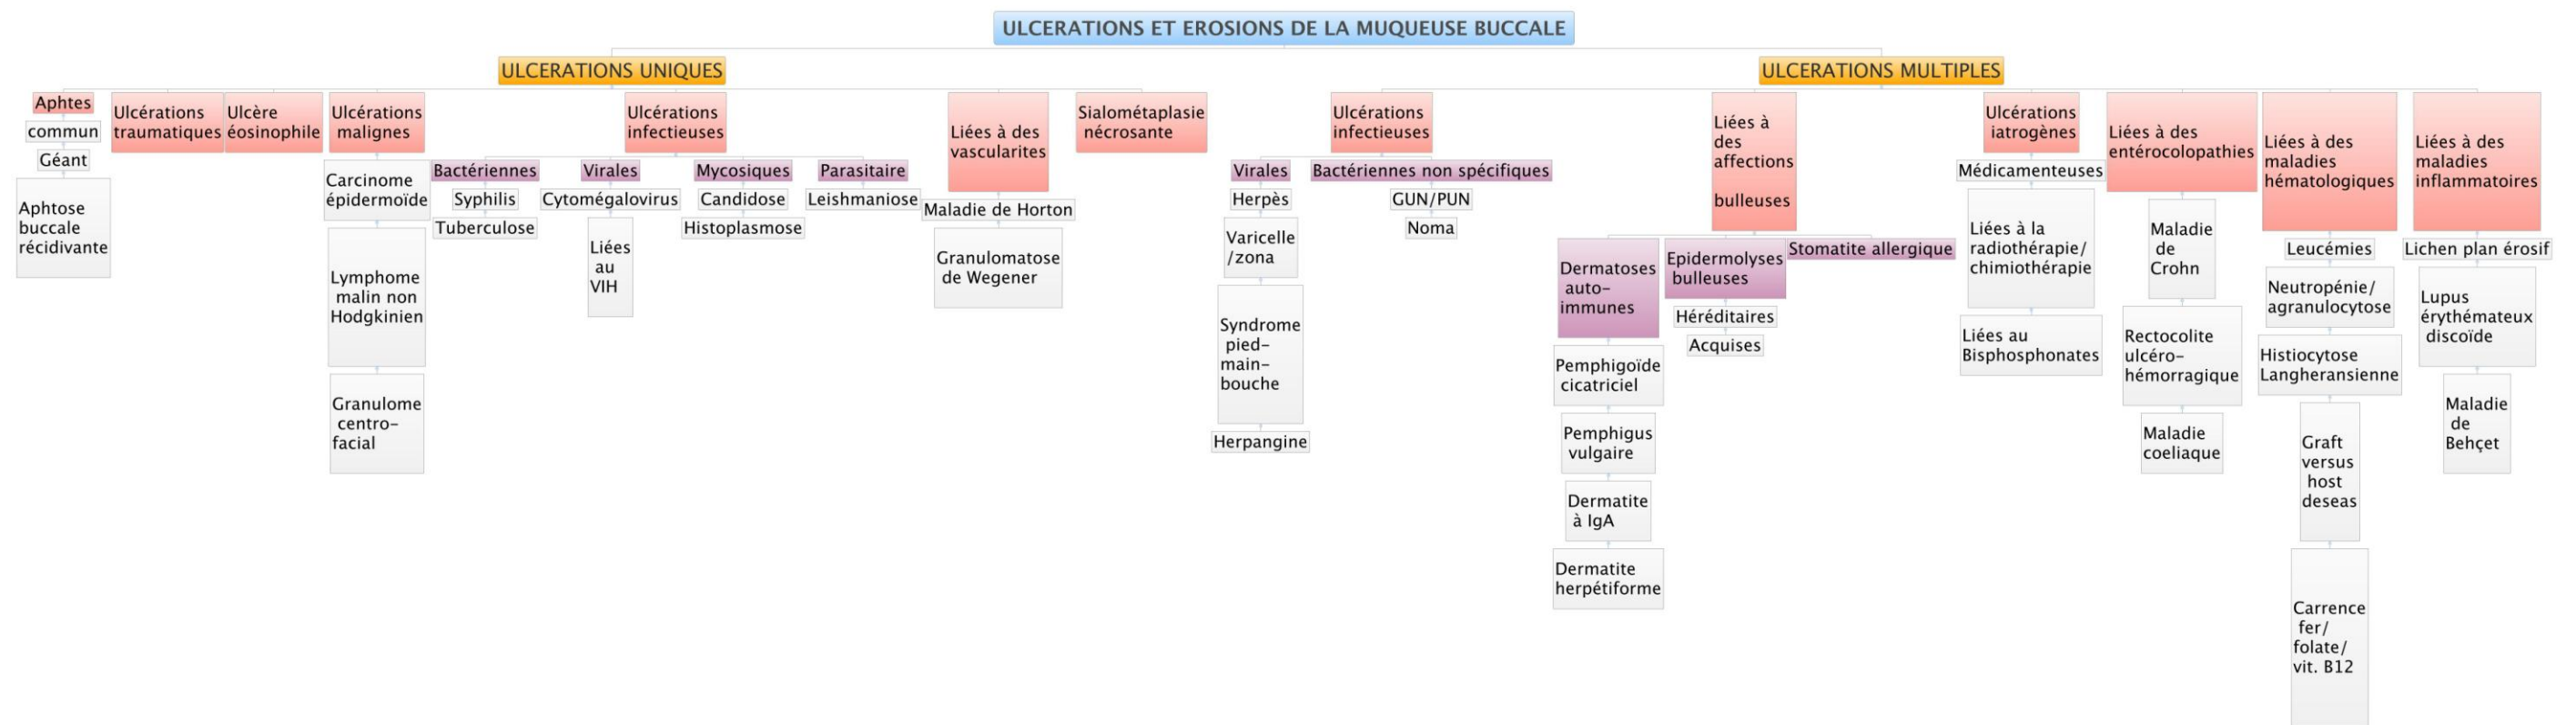 ULCERATIONS ET EROSIONS DE LA MUQUEUSE BUCCALE
ULCERATIONS UNIQUES
Aphtes
commun
Géant
Aphtose
buccale
récidivante
Ulcérations
traumatiques
Ulcère
éosinophile
Ulcérations
malignes
Carcinome
épidermoïde
Lymphome
malin non
Hodgkinien
Granulome
centro-
facial
Ulcérations
infectieuses
Bactériennes
Syphilis
Tuberculose
Virales
Cytomégalovirus
Liées
au
VIH
Mycosiques
Candidose
Histoplasmose
Parasitaire
Leishmaniose
Liées à des
vascularites
Maladie de Horton
Granulomatose
de Wegener
Sialométaplasie
nécrosante
ULCERATIONS MULTIPLES
Ulcérations
infectieuses
Virales
Herpès
Varicelle
/zona
Syndrome
pied-
main-
bouche
Herpangine
Bactériennes non spécifiques
GUN/PUN
Noma
Liées à
des
affections
bulleuses
Dermatoses
auto-
immunes
Pemphigoïde
cicatriciel
Pemphigus
vulgaire
Dermatite
à IgA
Dermatite
herpétiforme
Epidermolyses
bulleuses
Héréditaires
Acquises
Stomatite allergique
Ulcérations
iatrogènes
Médicamenteuses
Liées à la
radiothérapie/
chimiothérapie
Liées au
Bisphosphonates
Liées à des
entérocolopathies
Maladie
de
Crohn
Rectocolite
ulcéro-
hémorragique
Maladie
coeliaque
Liées à des
maladies
hématologiques
Leucémies
Neutropénie/
agranulocytose
Histiocytose
Langheransienne
Graft
versus
host
deseas
Carrence
fer/
folate/
vit. B12
Liées à des
maladies
inflammatoires
Lichen plan érosif
Lupus
érythémateux
discoïde
Maladie
de
Behçet